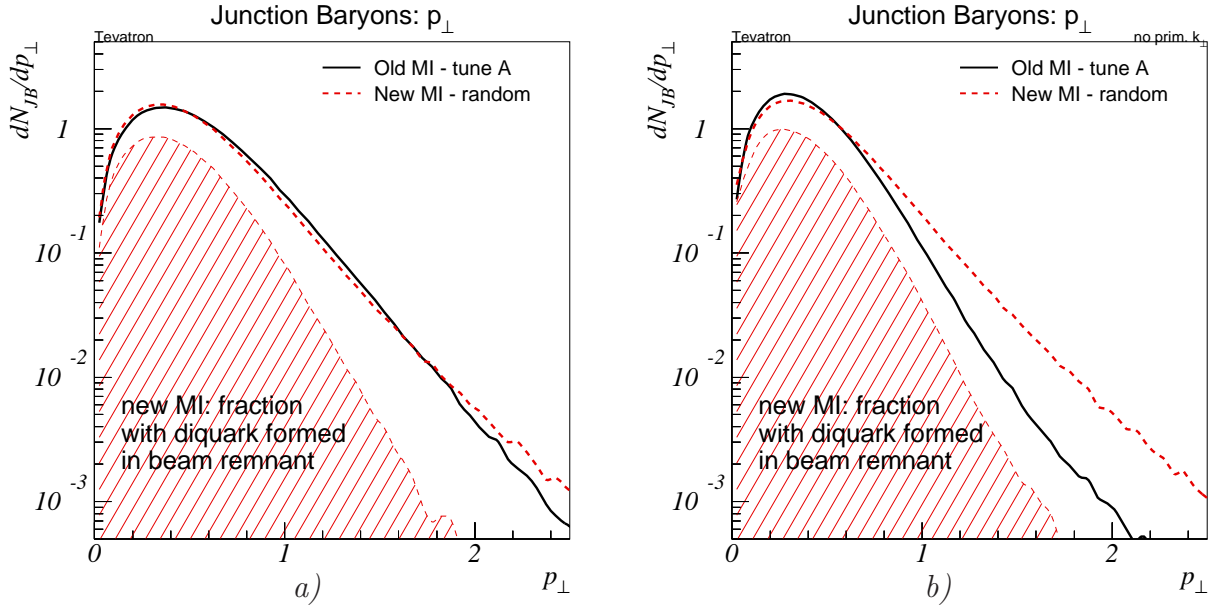 Junction Baryons: p⊥
Tevatron
dN_JB/dp⊥
Old MI - tune A
New MI - random
1
10 -1
10 -2
10 -3
new MI: fraction
with diquark formed
in beam remnant
0 1 2
p⊥
a)
Junction Baryons: p⊥
Tevatron no prim. k⊥
dN_JB/dp⊥
Old MI - tune A
New MI - random
1
10 -1
10 -2
10 -3
new MI: fraction
with diquark formed
in beam remnant
0 1 2
p⊥
b)